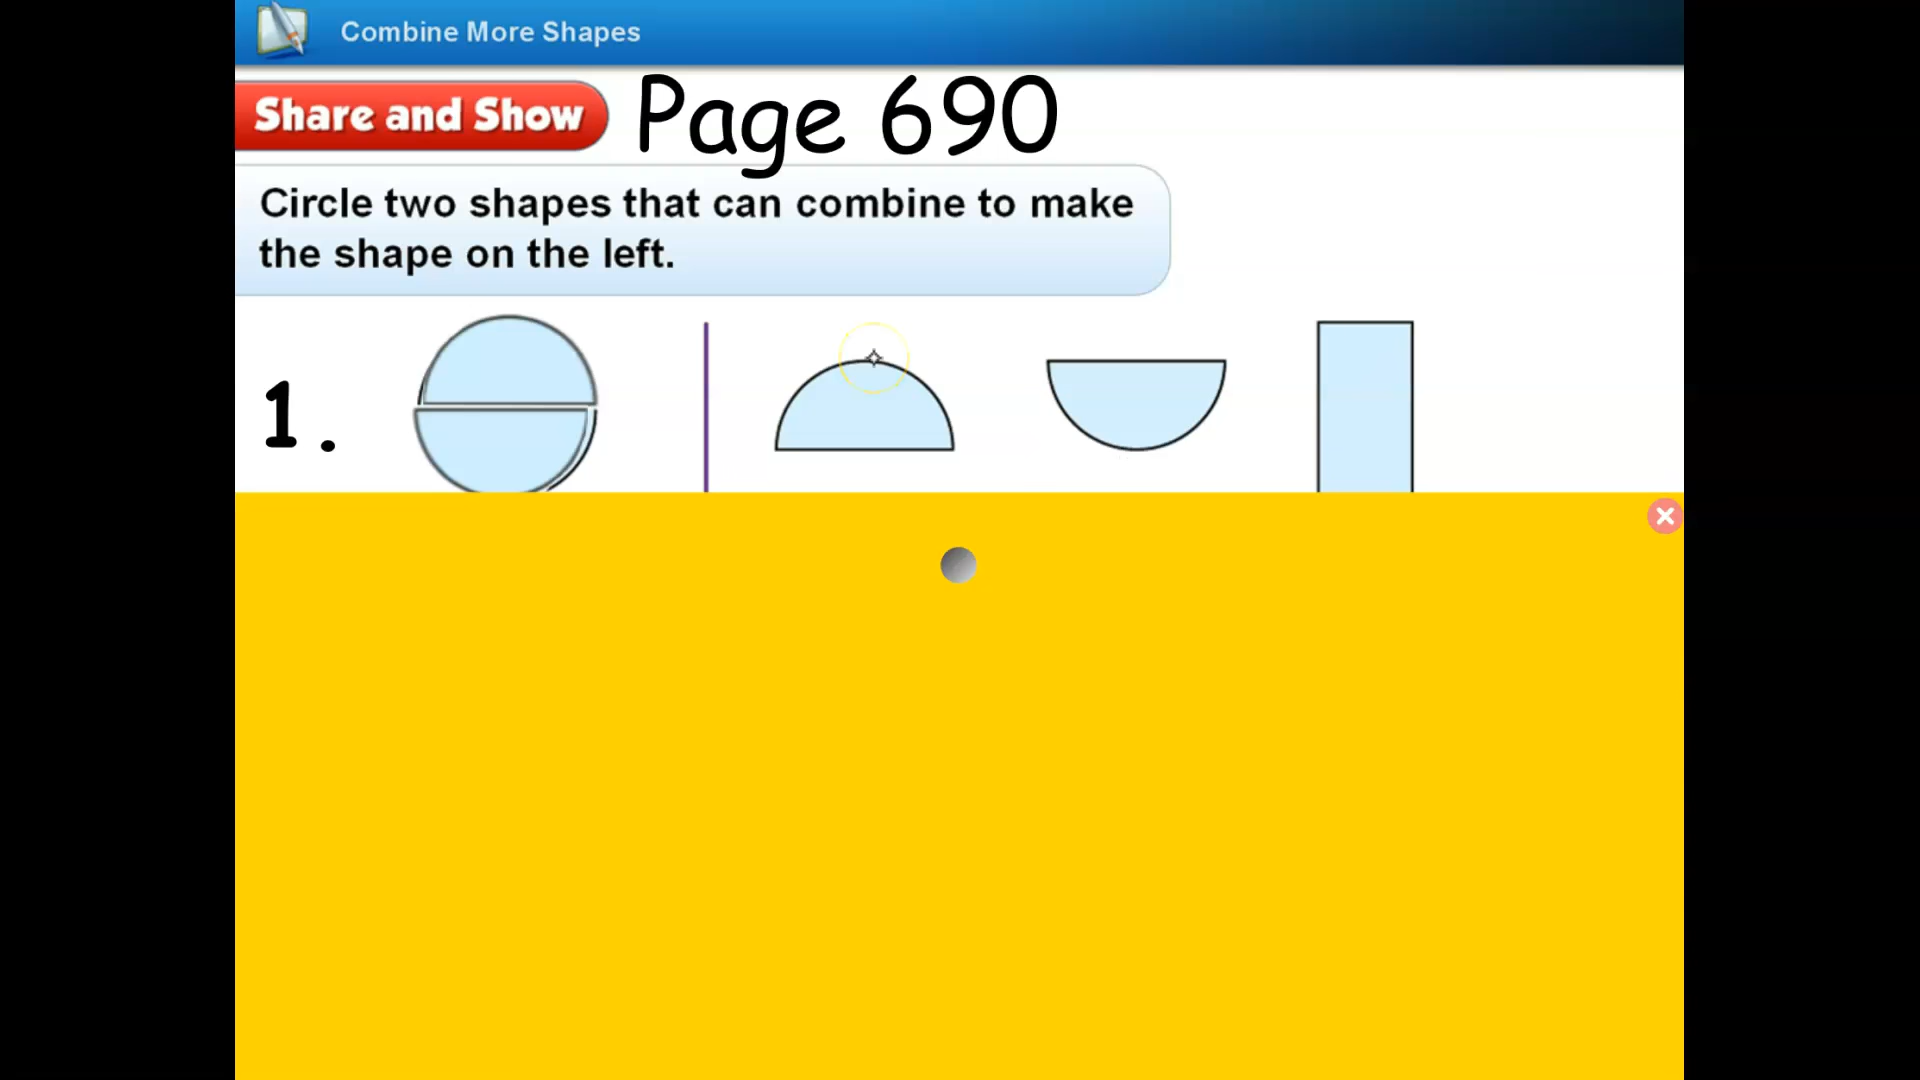 Combine More Shapes
Share and Show Page 690
Circle two shapes that can combine to make
the shape on the left.
1.